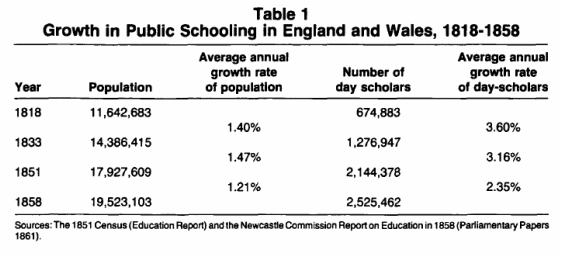 Table 1
Growth in Public Schooling in England and Wales, 1818-1858
Average annual Average annual
growth rate Number of growth rate
Year Population of population day scholars of day-scholars
1818 11,642,683 674,883
1.40% 3.60%
1833 14,386,415 1,276,947
1.47% 3.16%
1851 17,927,609 2,144,378
1.21% 2.35%
1858 19,523,103 2,525,462
Sources: The 1851 Census (Education Report) and the Newcastle Commission Report on Education in 1858 (Parliamentary Papers
1861).